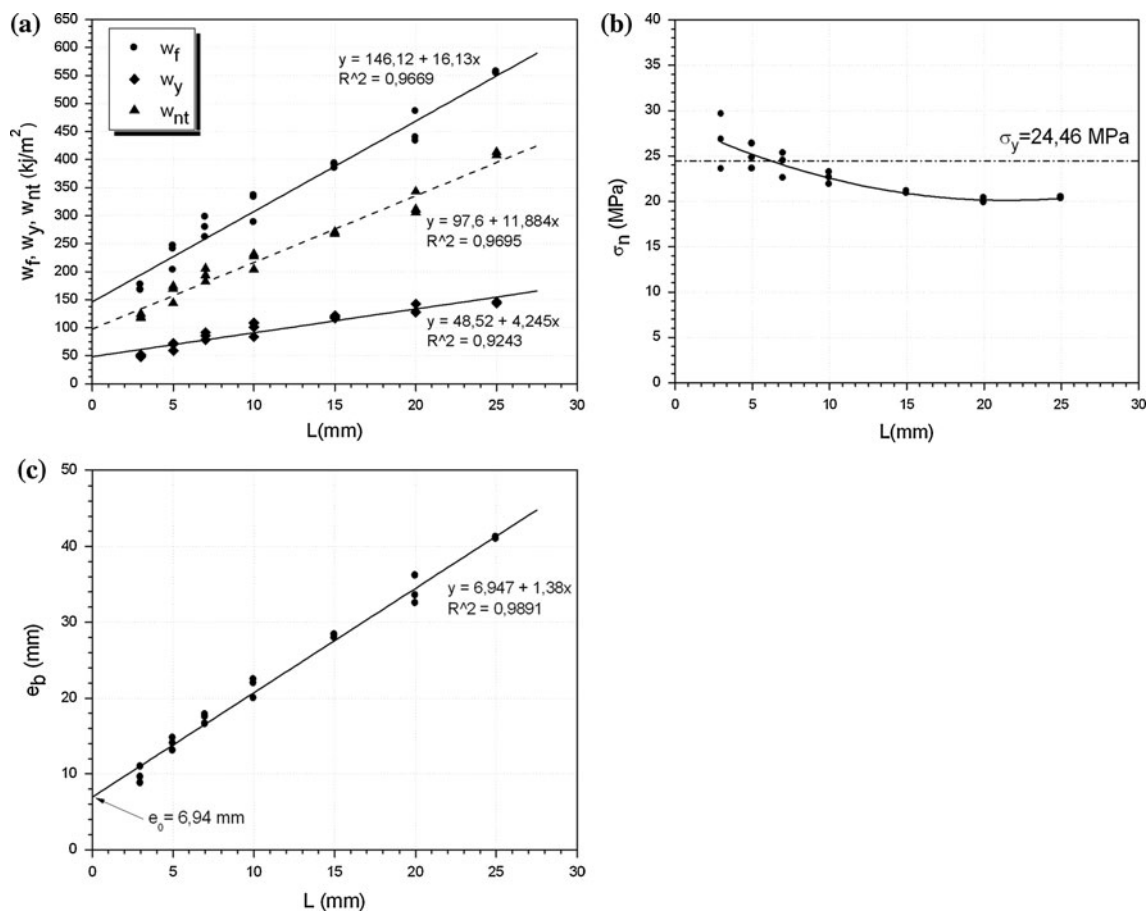 (a)
650
600
550
500
450
400
350
300
250
200
150
100
50
0
w_f, w_y, w_nt (kj/m²)
w_f
w_y
w_nt
y = 146,12 + 16,13x
R^2 = 0,9669
y = 97,6 + 11,884x
R^2 = 0,9695
y = 48,52 + 4,245x
R^2 = 0,9243
0 5 10 15 20 25 30
L(mm)
(b)
40
35
30
25
20
15
10
5
0
σ_n (MPa)
σ_y=24,46 MPa
0 5 10 15 20 25 30
L(mm)
(c)
50
40
30
20
10
0
e_b (mm)
y = 6,947 + 1,38x
R^2 = 0,9891
e_0= 6,94 mm
0 5 10 15 20 25 30
L (mm)